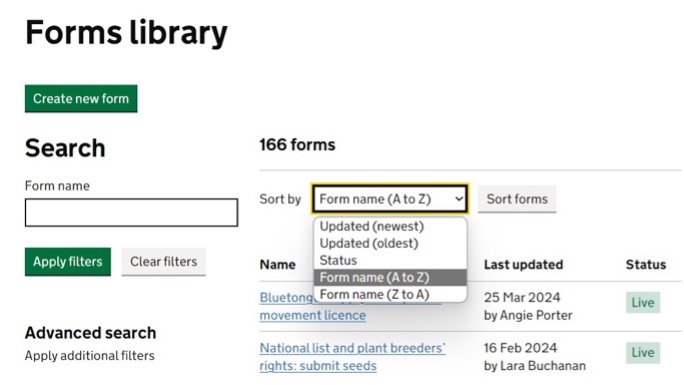 Forms library
Create new form
Search
Form name
Apply filters
Clear filters
Advanced search
Apply additional filters
166 forms
Sort by
Form name (A to Z)
Sort forms
Updated (newest)
Updated (oldest)
Status
Form name (A to Z)
Form name (Z to A)
Name
Last updated
Status
movement licence
25 Mar 2024
by Angie Porter
Live
National list and plant breeders'
rights: submit seeds
16 Feb 2024
by Lara Buchanan
Live